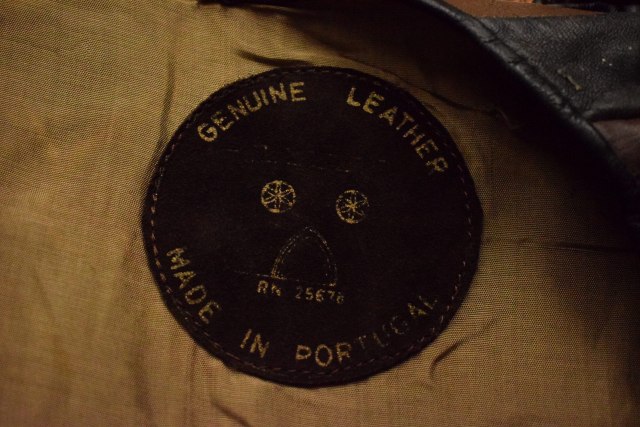 GENUINE LEATHER
RN 25678
MADE IN PORTUGAL